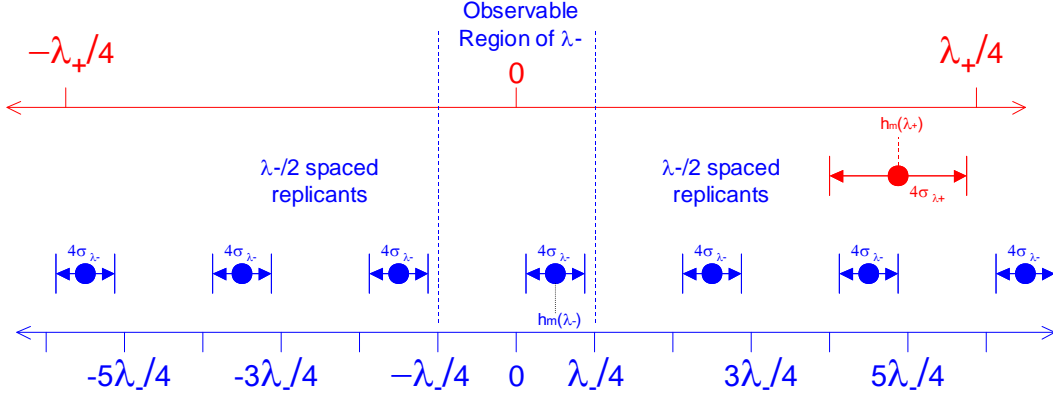 Observable
Region of λ-
−λ₊/4
0
λ₊/4
hm(λ+)
λ-/2 spaced
replicants
λ-/2 spaced
replicants
4σλ+
4σλ-
4σλ-
4σλ-
4σλ-
4σλ-
4σλ-
4σλ-
hm(λ-)
-5λ₋/4
-3λ₋/4
−λ₋/4
0
λ₋/4
3λ₋/4
5λ₋/4